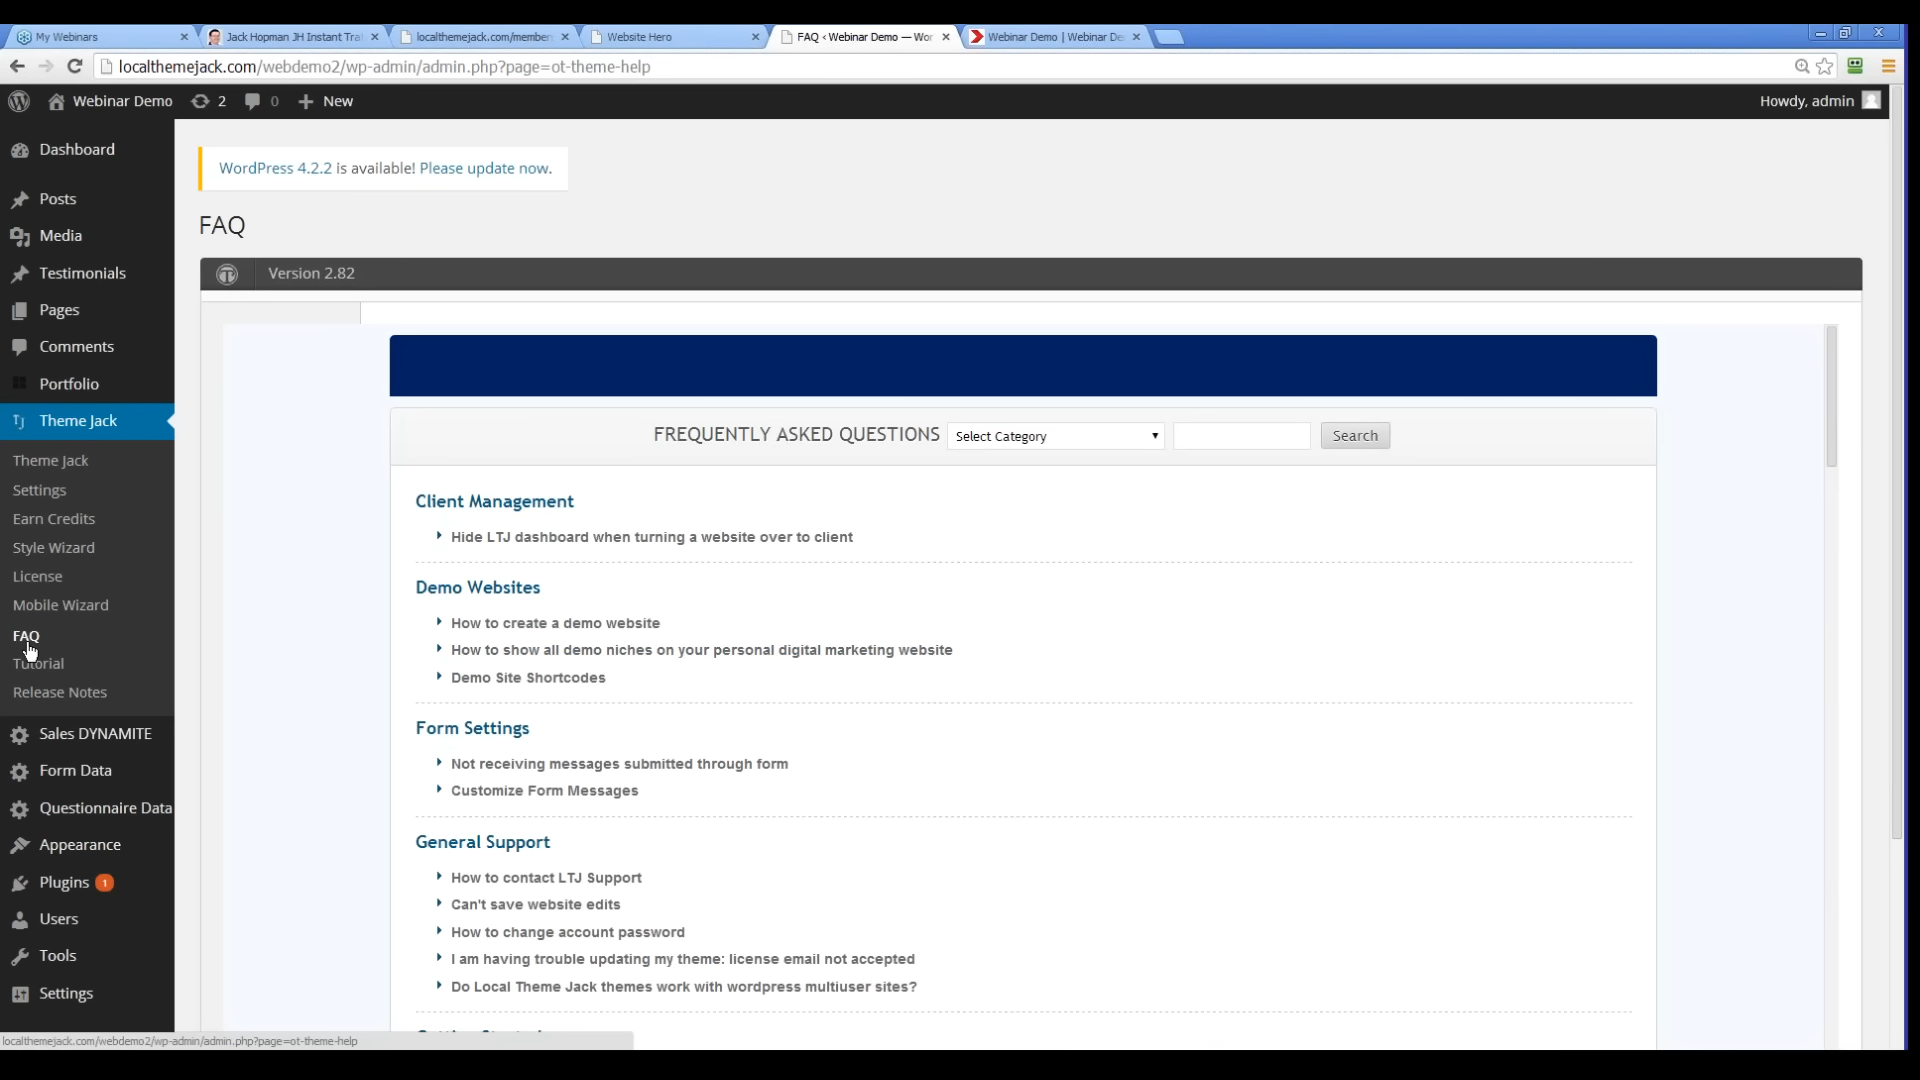 My Webinars
Jack Hopman JH Instant Tra
localthemejack.com/member
Website Hero
FAQ ‹ Webinar Demo — Wor
Webinar Demo | Webinar De
localthemejack.com/webdemo2/wp-admin/admin.php?page=ot-theme-help
Webinar Demo
2
0
+ New
Howdy, admin
Dashboard
Posts
Media
Testimonials
Pages
Comments
Portfolio
TJ Theme Jack
Theme Jack
Settings
Earn Credits
Style Wizard
License
Mobile Wizard
FAQ
Tutorial
Release Notes
Sales DYNAMITE
Form Data
Questionnaire Data
Appearance
Plugins 1
Users
Tools
Settings
WordPress 4.2.2 is available! Please update now.
FAQ
Version 2.82
FREQUENTLY ASKED QUESTIONS
Select Category
Search
Client Management
Hide LTJ dashboard when turning a website over to client
Demo Websites
How to create a demo website
How to show all demo niches on your personal digital marketing website
Demo Site Shortcodes
Form Settings
Not receiving messages submitted through form
Customize Form Messages
General Support
How to contact LTJ Support
Can't save website edits
How to change account password
I am having trouble updating my theme: license email not accepted
Do Local Theme Jack themes work with wordpress multiuser sites?
localthemejack.com/webdemo2/wp-admin/admin.php?page=ot-theme-help